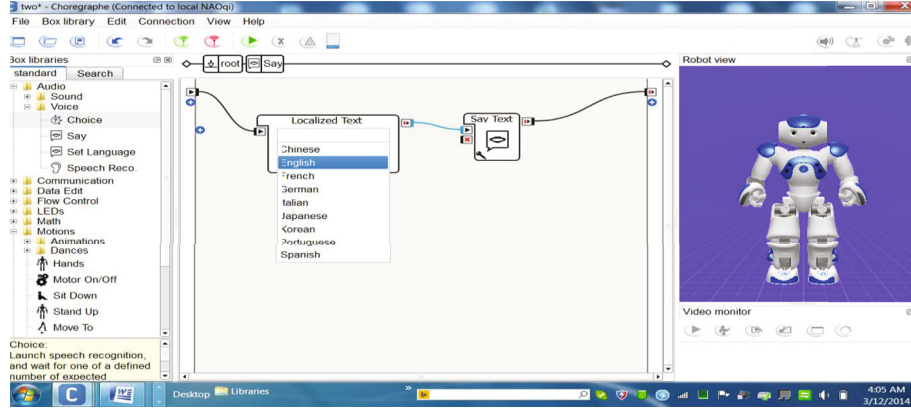 two* - Choregraphe (Connected to local NAOqi)
File Box library Edit Connection View Help
Box libraries
standard Search
Audio
Sound
Voice
Choice
Say
Set Language
Speech Reco.
Communication
Data Edit
Flow Control
LEDs
Math
Motions
Animations
Dances
Hands
Motor On/Off
Sit Down
Stand Up
Move To
Choice:
Launch speech recognition,
and wait for one of a defined
number of expected
root Say
Localized Text
Chinese
English
French
German
Italian
Japanese
Korean
Portuguese
Spanish
Say Text
Robot view
Video monitor
Desktop Libraries
4:05 AM
3/12/2014